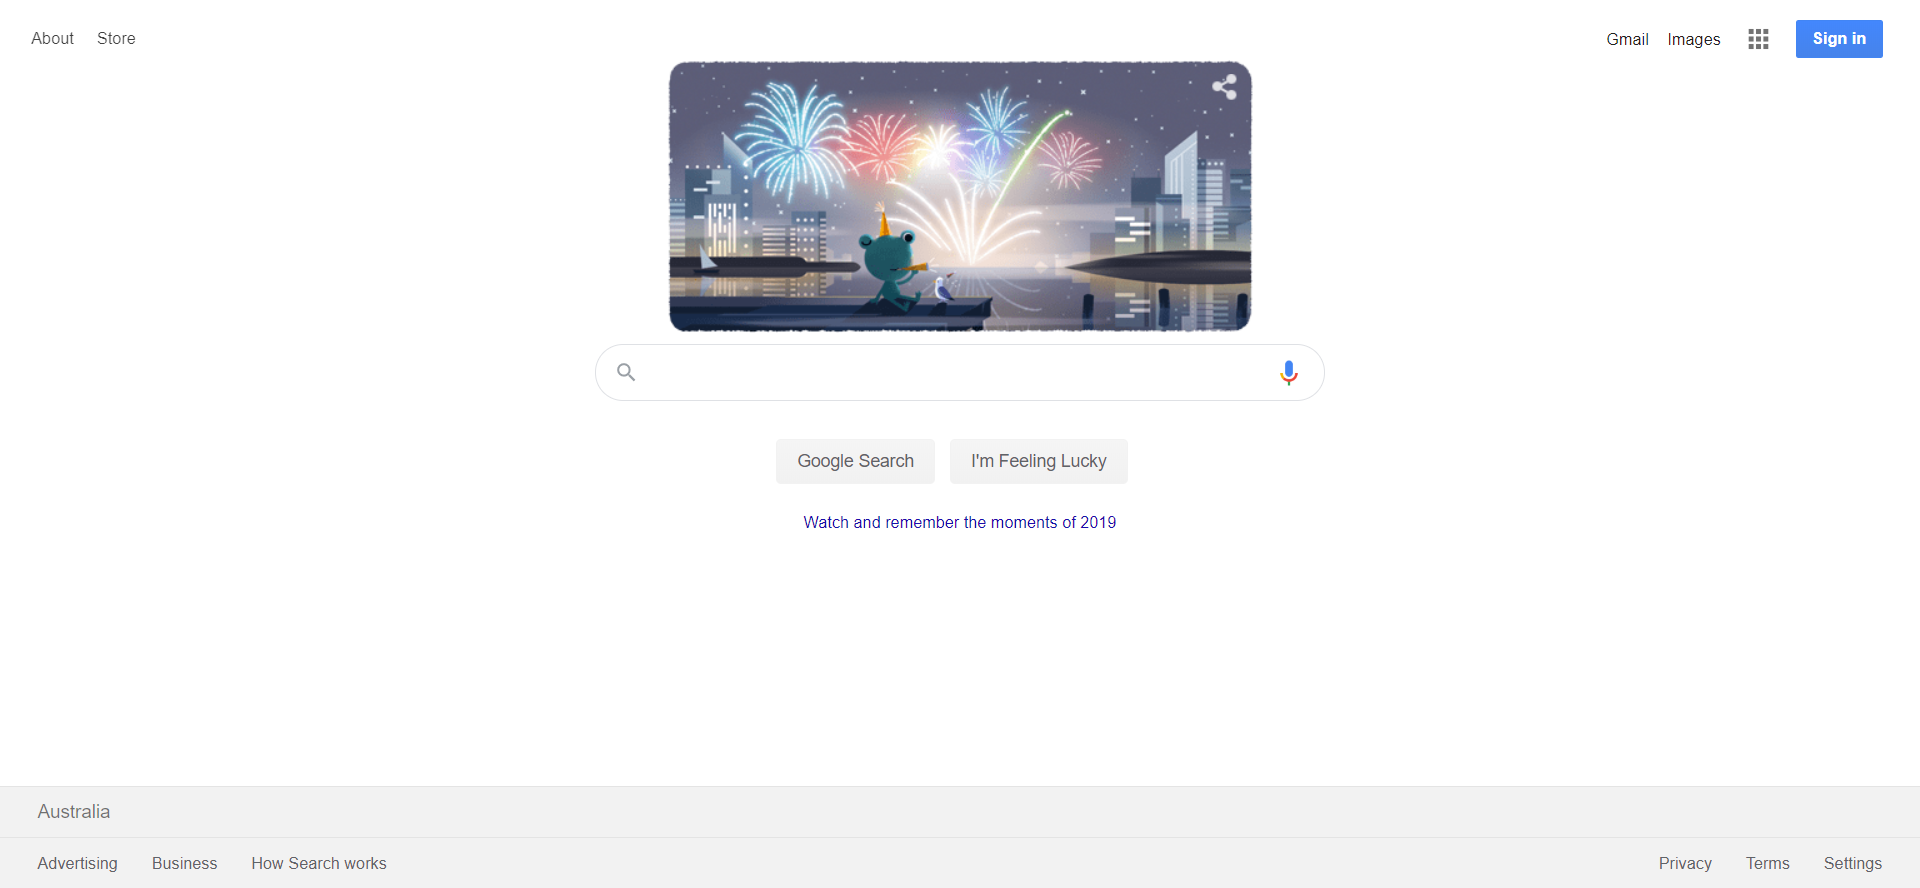 About Store
Gmail Images Sign in
Google Search I'm Feeling Lucky
Watch and remember the moments of 2019
Australia
Advertising Business How Search works
Privacy Terms Settings